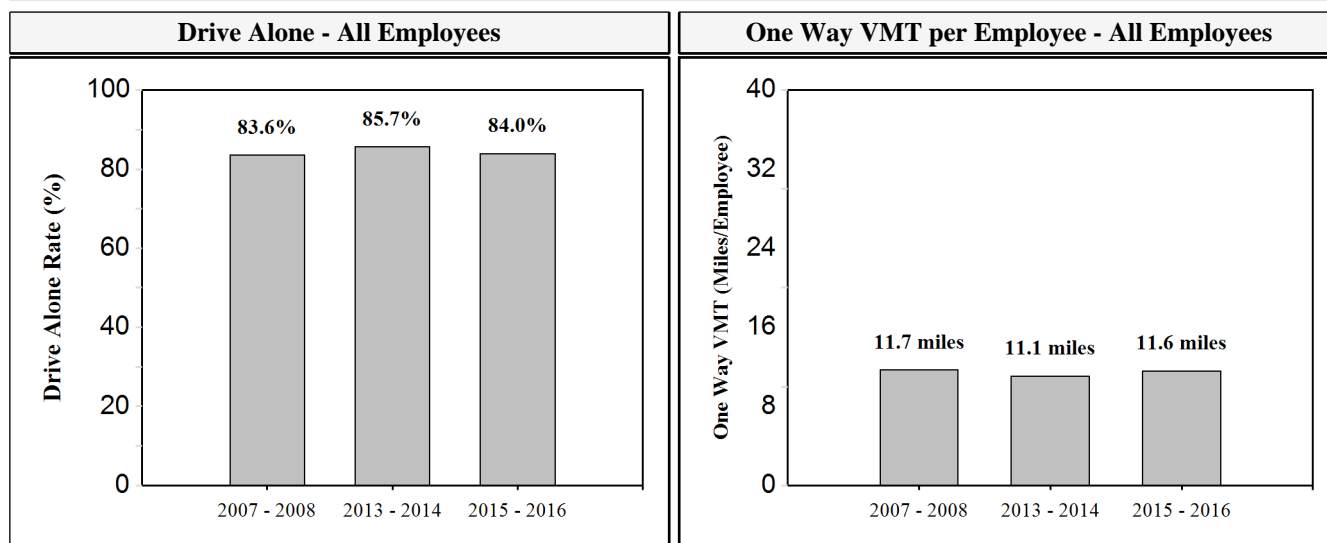 Drive Alone - All Employees
Drive Alone Rate (%)
100
80
60
40
20
0
83.6%
85.7%
84.0%
2007 - 2008
2013 - 2014
2015 - 2016
One Way VMT per Employee - All Employees
One Way VMT (Miles/Employee)
40
32
24
16
8
0
11.7 miles
11.1 miles
11.6 miles
2007 - 2008
2013 - 2014
2015 - 2016